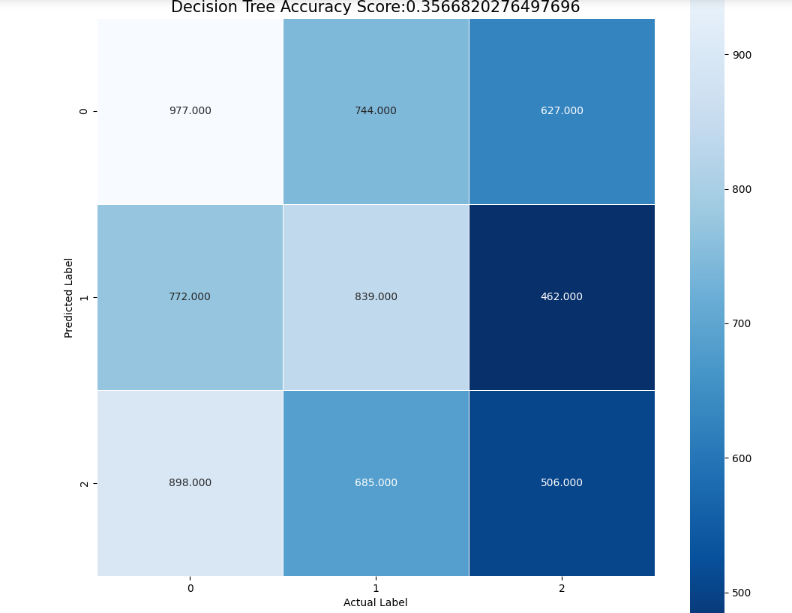 Decision Tree Accuracy Score:0.3566820276497696
900
0
977.000 744.000 627.000
800
Predicted Label
1
772.000 839.000 462.000
700
600
2
898.000 685.000 506.000
500
0 1 2
Actual Label